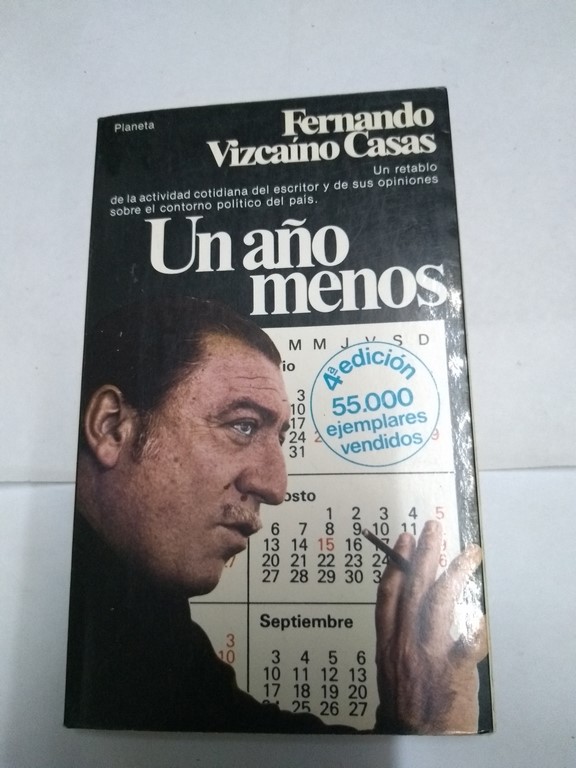 Planeta
Fernando
Vizcaíno Casas
Un retablo
de la actividad cotidiana del escritor y de sus opiniones
sobre el contorno político del país.
Un año
menos
M M J V S D
io
4ª edición
55.000
ejemplares
vendidos
3
10
17
24 2 9
31
osto
1 2 3 4 5
6 7 8 9 10 11
13 14 15 16 17
20 21 22 23 24
27 28 29 30 3
3
10
Septiembre
3 4 5 6
10 11 12 13
17 18 19 20
24 25 26 27